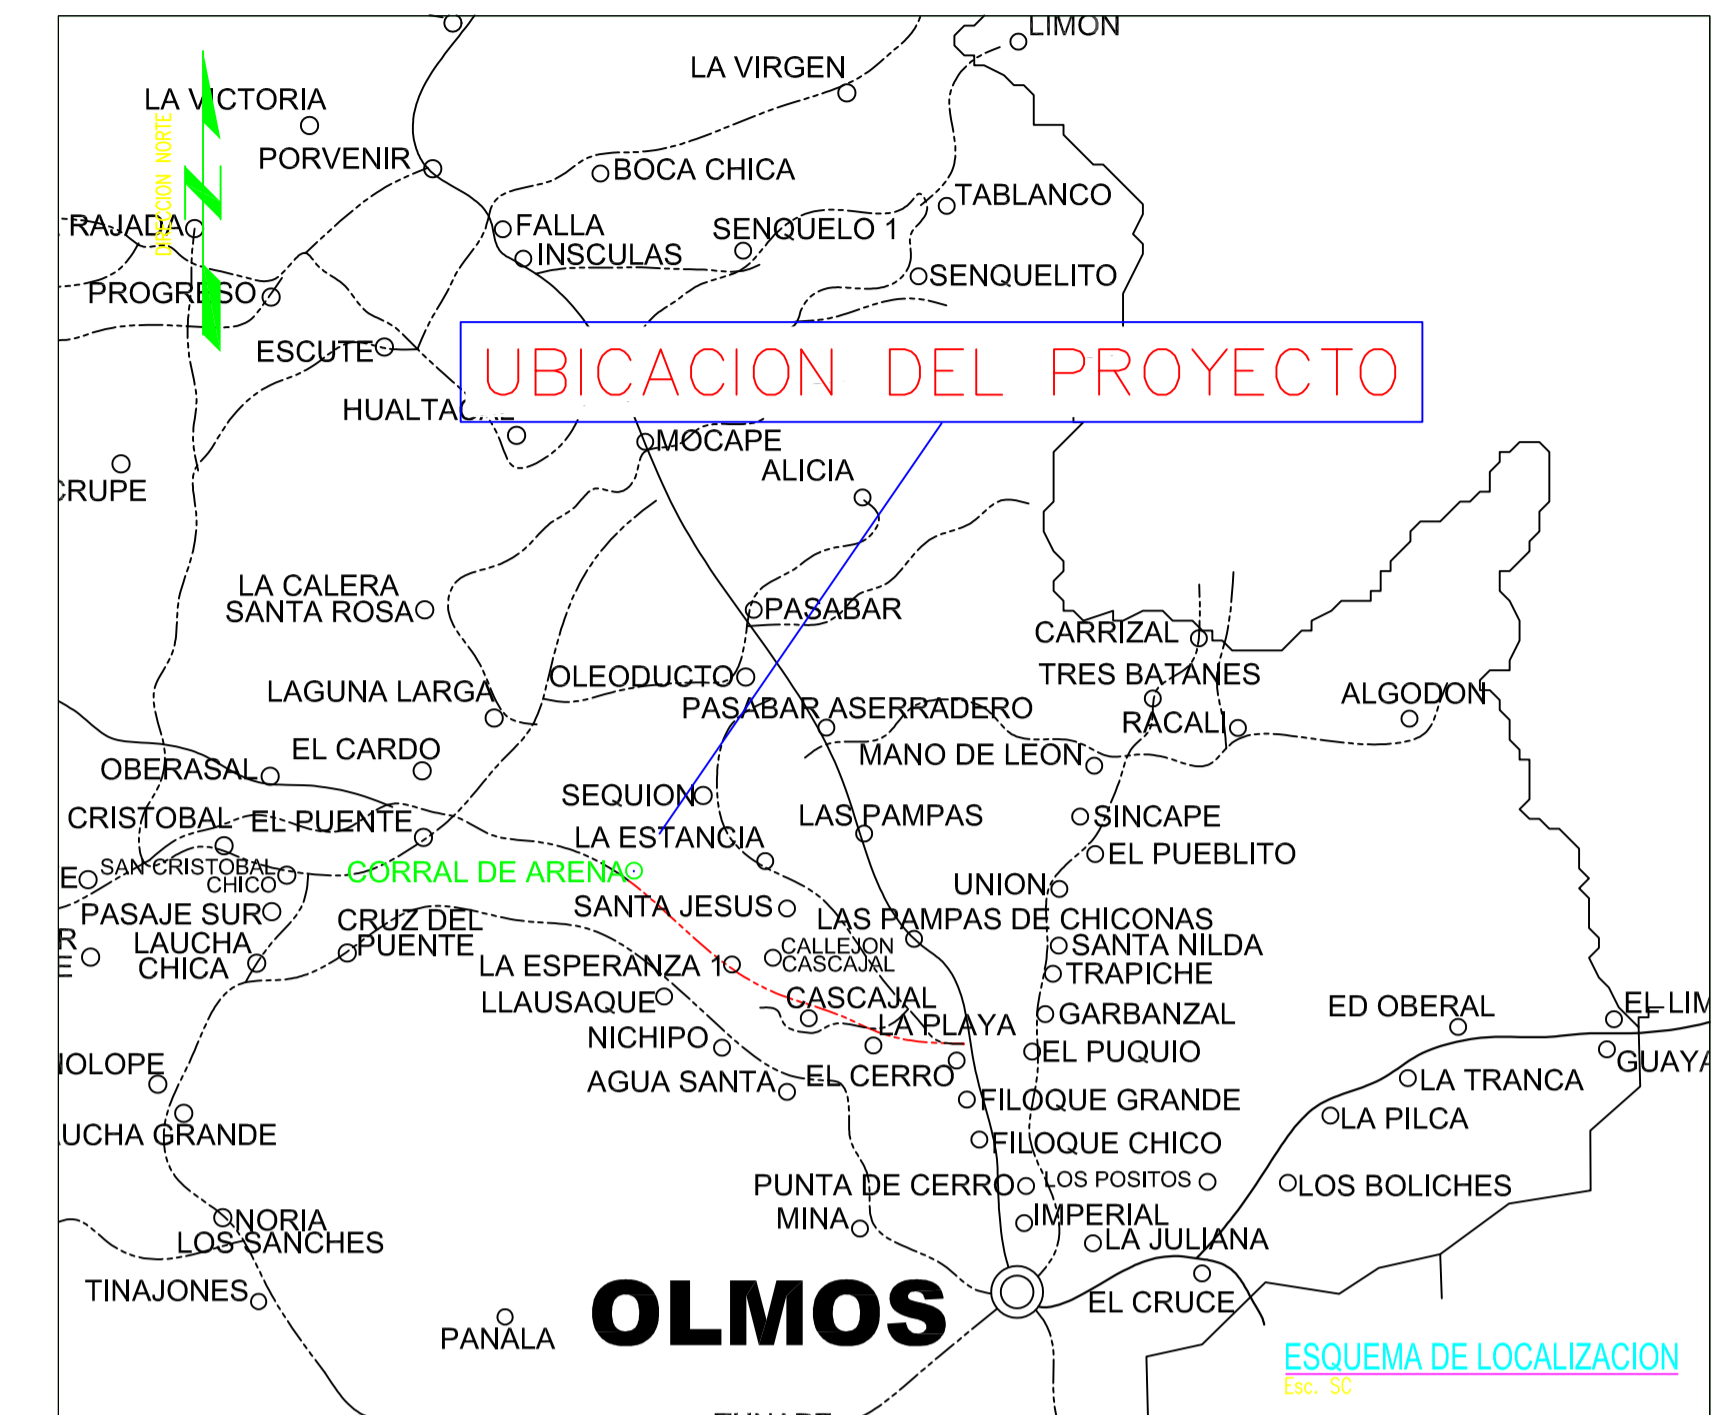 LIMON
LA VIRGEN
LA VICTORIA
DIRECCION NORTE
N
PORVENIR
BOCA CHICA
TABLANCO
RAJADA
FALLA
SENQUELO 1
INSCULAS
SENQUELITO
PROGRESO
ESCUTE
UBICACION DEL PROYECTO
MOCAPE
ALICIA
CRUPE
LA CALERA
SANTA ROSA
PASABAR
CARRIZAL
OLEODUCTO
TRES BATANES
LAGUNA LARGA
ALGODON
PASABAR ASERRADERO
RACALI
EL CARDO
MANO DE LEON
OBERASAL
SEQUION
CRISTOBAL
EL PUENTE
LAS PAMPAS
SINCAPE
LA ESTANCIA
EL PUEBLITO
SAN CRISTOBAL
CHICO
CORRAL DE ARENA
UNION
PASAJE SUR
CRUZ DEL
PUENTE
SANTA JESUS
LAS PAMPAS DE CHICONAS
LAUCHA
CHICA
CALLEJON
CASCAJAL
SANTA NILDA
LA ESPERANZA 1
TRAPICHE
LLAUSAQUE
CASCAJAL
ED OBERAL
EL LIM
GARBANZAL
LA PLAYA
NICHIPO
EL PUQUIO
GUAYA
OLOPE
AGUA SANTA
EL CERRO
LA TRANCA
FILOQUE GRANDE
LA PILCA
UCHA GRANDE
FILOQUE CHICO
PUNTA DE CERRO
LOS POSITOS
LOS BOLICHES
NORIA
MINA
IMPERIAL
LOS SANCHES
LA JULIANA
TINAJONES
EL CRUCE
OLMOS
PANALA
ESQUEMA DE LOCALIZACION
Esc. SC